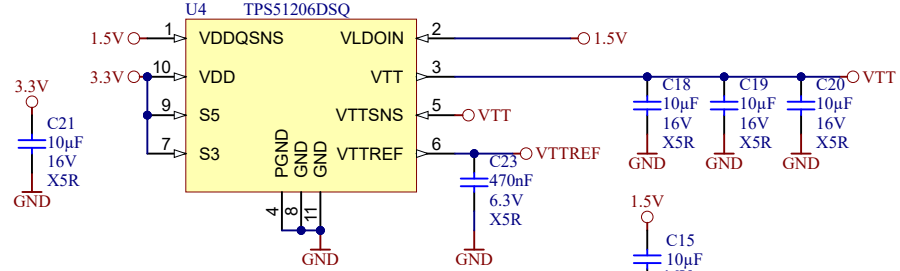 U4 TPS51206DSQ
1.5V 1 VDDQSNS VLDOIN 2 1.5V
3.3V 10 VDD VTT 3 VTT
9 S5 VTTSNS 5 VTT
7 S3 VTTREF 6 VTTREF
PGND GND GND
4 8 11
GND
3.3V
C21
10µF
16V
X5R
GND
C23
470nF
6.3V
X5R
GND
C18
10µF
16V
X5R
GND
C19
10µF
16V
X5R
GND
C20
10µF
16V
X5R
GND
1.5V
C15
10µF